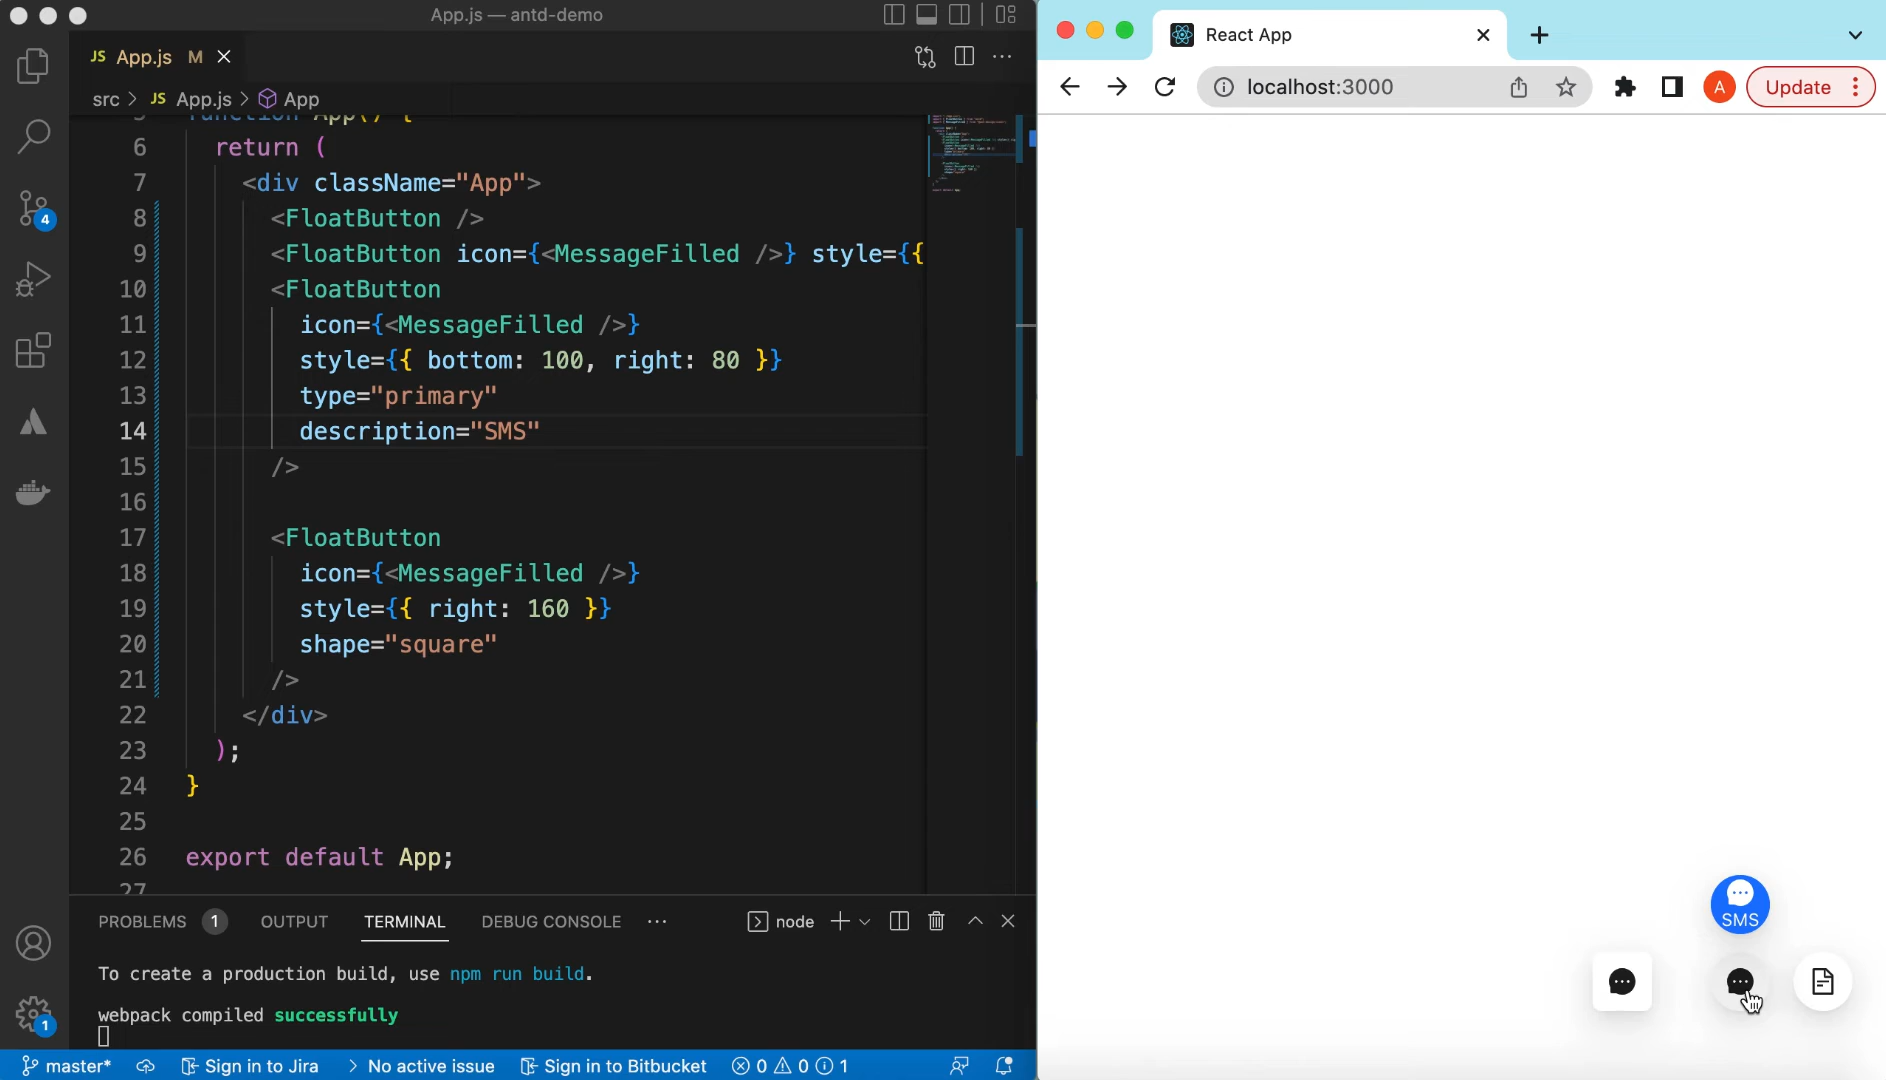 App.js — antd-demo
JS App.js M
src > JS App.js > App
function App() {
6 return (
7 <div className="App">
8 <FloatButton />
9 <FloatButton icon={<MessageFilled />} style={{
10 <FloatButton
11 icon={<MessageFilled />}
12 style={{ bottom: 100, right: 80 }}
13 type="primary"
14 description="SMS"
15 />
16
17 <FloatButton
18 icon={<MessageFilled />}
19 style={{ right: 160 }}
20 shape="square"
21 />
22 </div>
23 );
24 }
25
26 export default App;
27
4
1
PROBLEMS 1 OUTPUT TERMINAL DEBUG CONSOLE ··· node
To create a production build, use npm run build.
webpack compiled successfully
master* Sign in to Jira > No active issue Sign in to Bitbucket 0 0 1
React App
localhost:3000 A Update
SMS